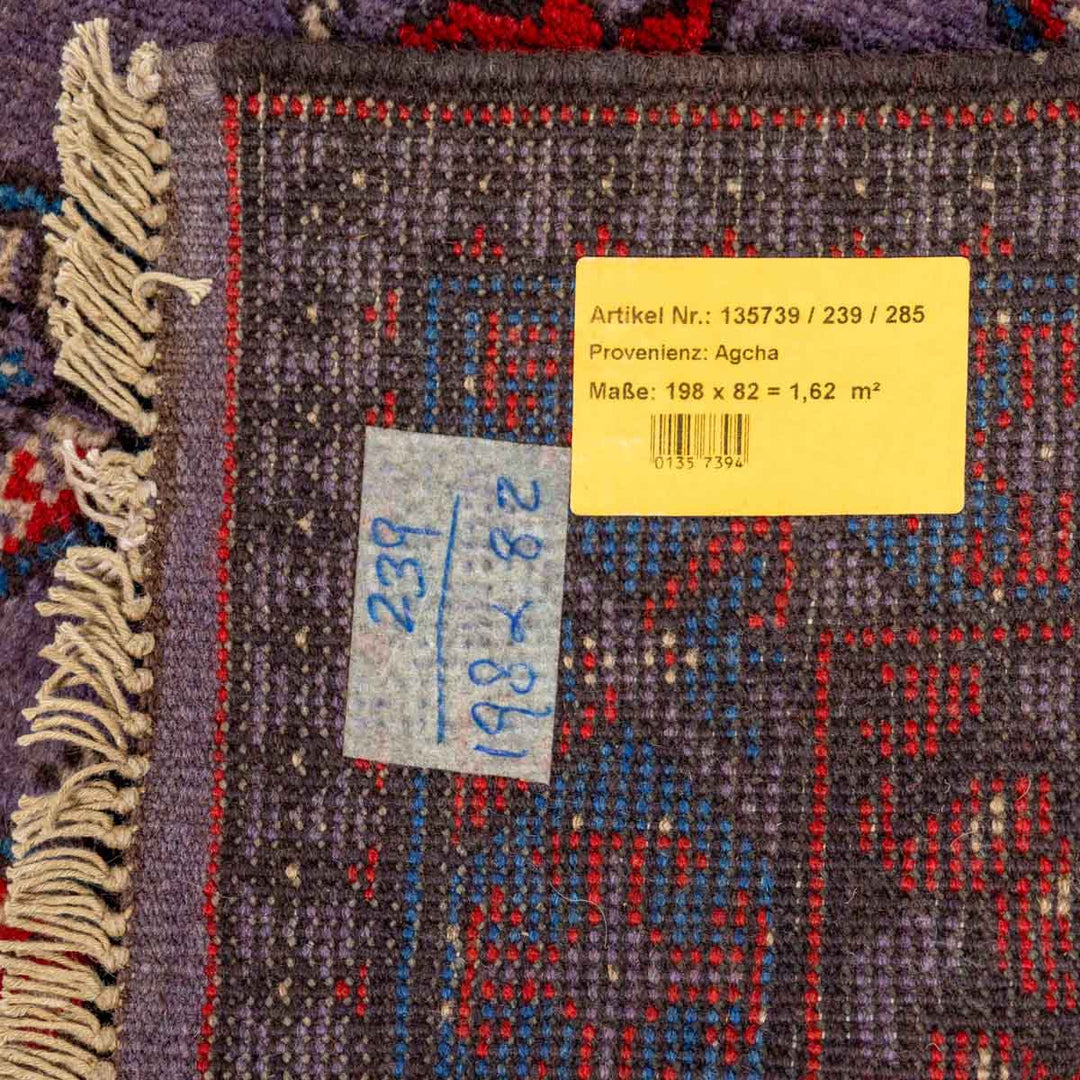 Artikel Nr.: 135739 / 239 / 285
Provenienz: Agcha
Maße: 198 x 82 = 1,62 m²
0135 7394
239
198 x 82